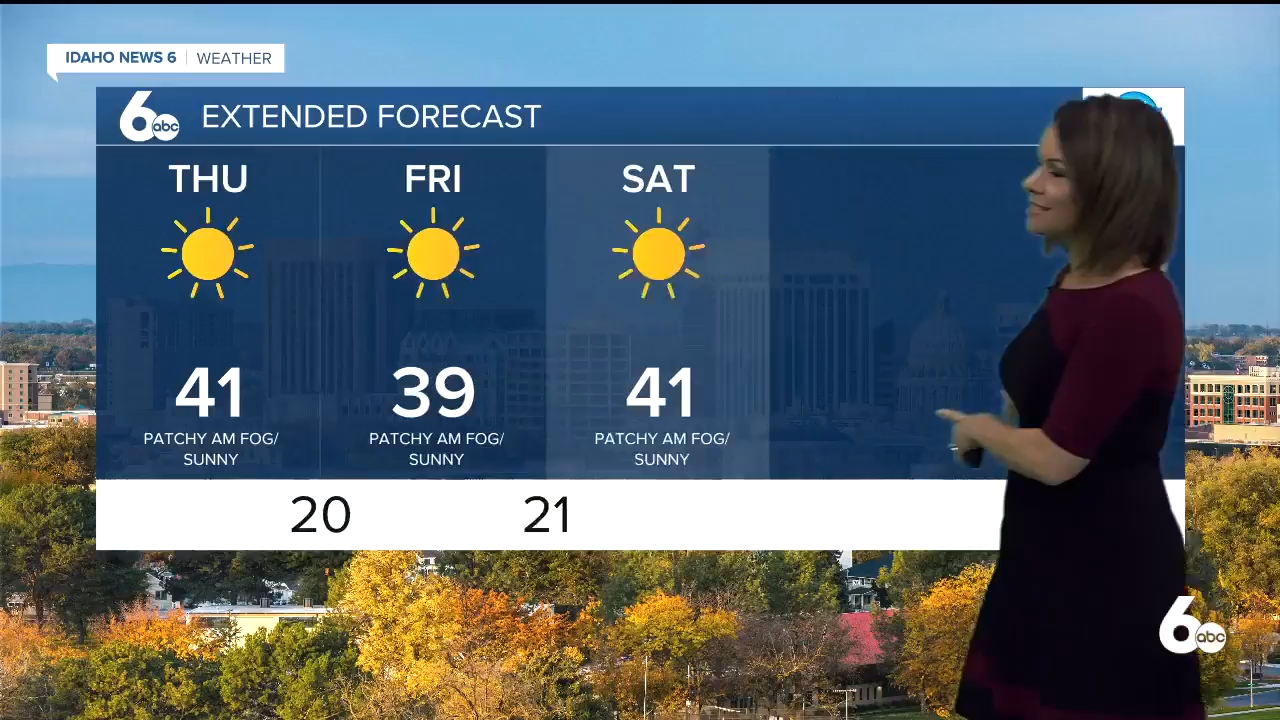 IDAHO NEWS 6 WEATHER
6 abc EXTENDED FORECAST
THU FRI SAT
41 39 41
PATCHY AM FOG/ PATCHY AM FOG/ PATCHY AM FOG/
SUNNY SUNNY SUNNY
20 21
6 abc